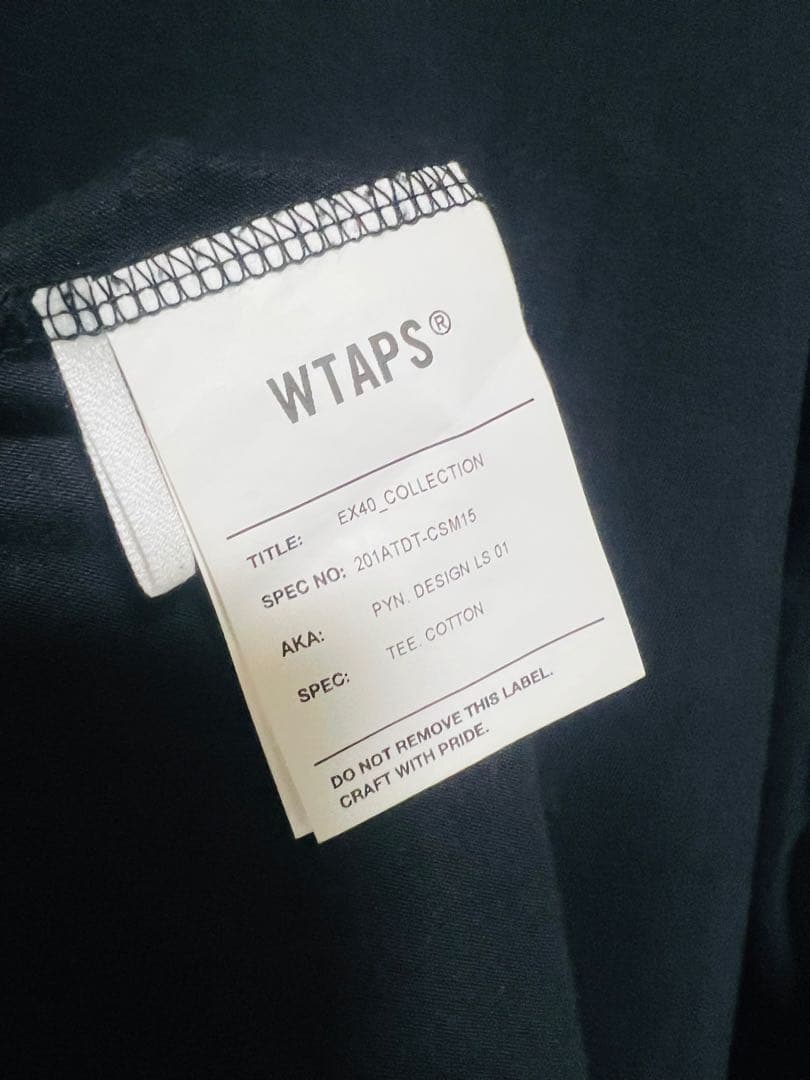 WTAPS®
TITLE: EX40_COLLECTION
SPEC NO: 201ATDT-CSM15
AKA: PYN. DESIGN LS 01
SPEC: TEE. COTTON
DO NOT REMOVE THIS LABEL.
CRAFT WITH PRIDE.